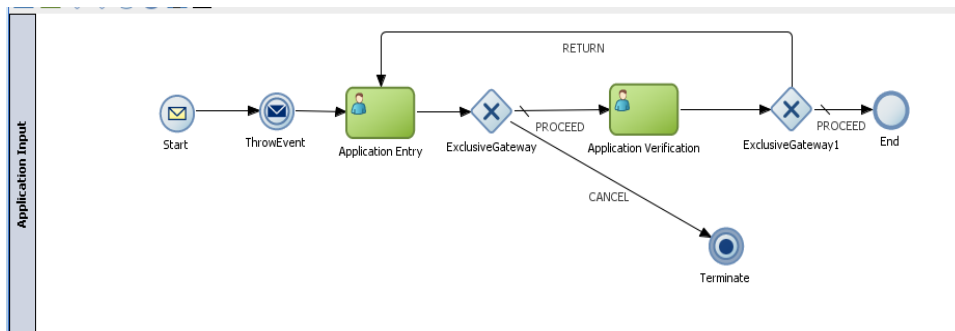 RETURN
Application Input
Start
ThrowEvent
Application Entry
ExclusiveGateway
PROCEED
Application Verification
ExclusiveGateway1
PROCEED
End
CANCEL
Terminate